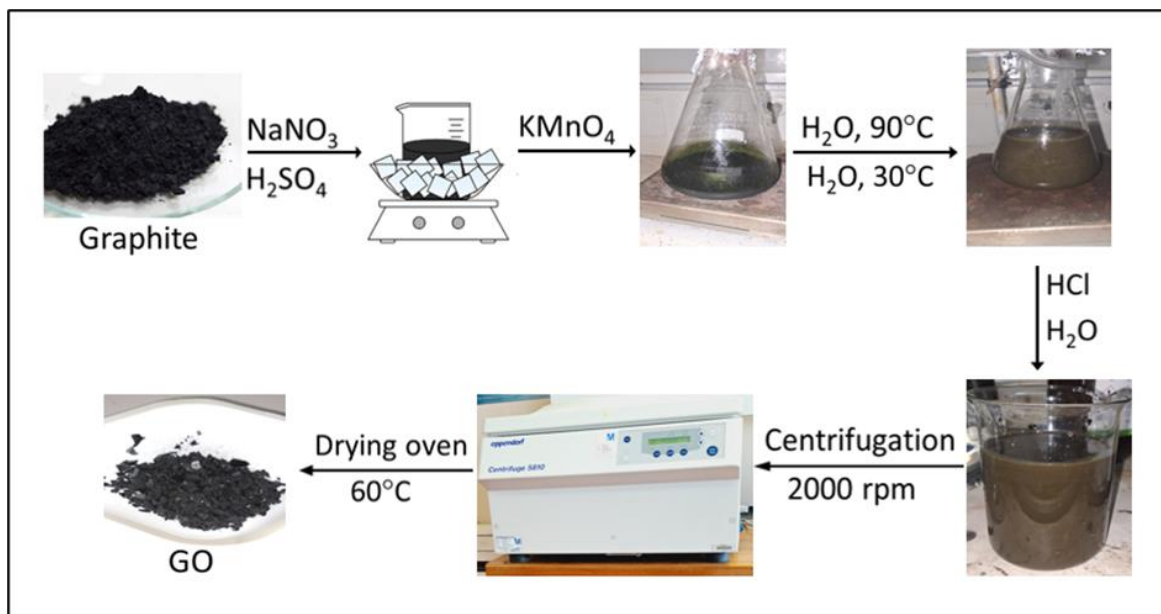 NaNO₃
H₂SO₄
KMnO₄
H₂O, 90°C
H₂O, 30°C
Graphite
HCl
H₂O
Drying oven
60°C
eppendorf
Centrifuge 5810
Centrifugation
2000 rpm
GO